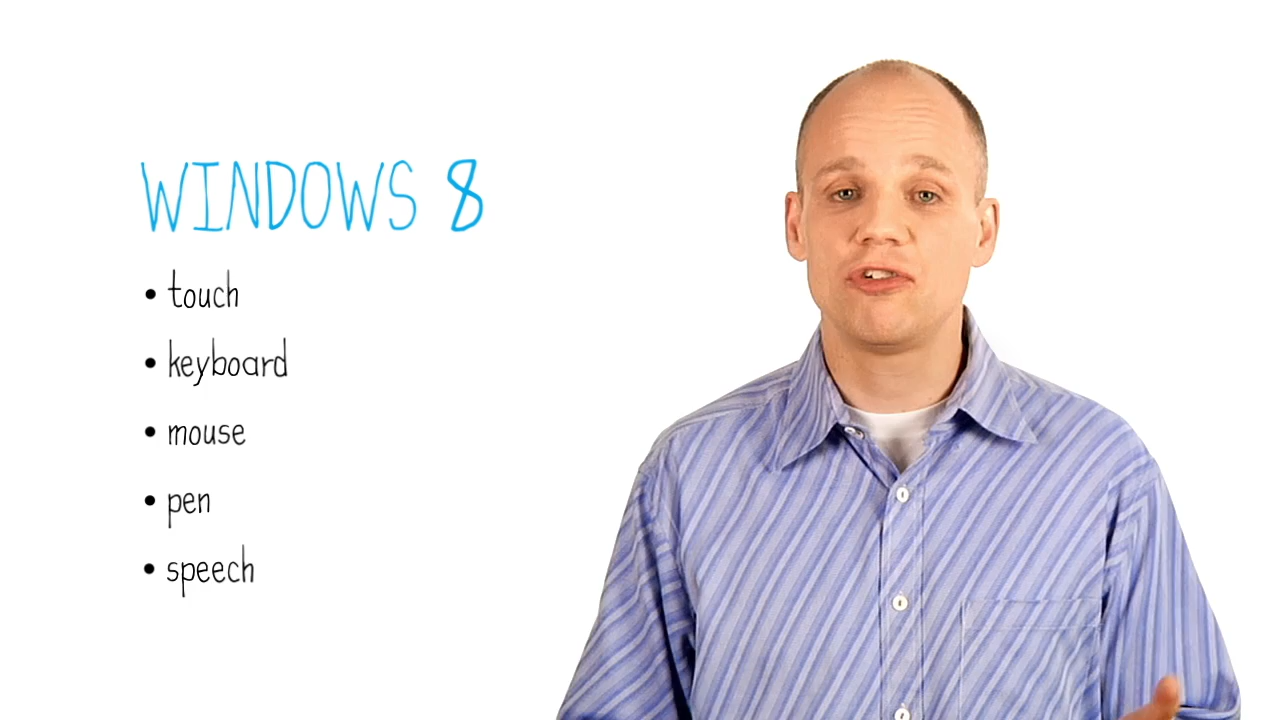 WINDOWS 8
• touch
• keyboard
• mouse
• pen
• speech